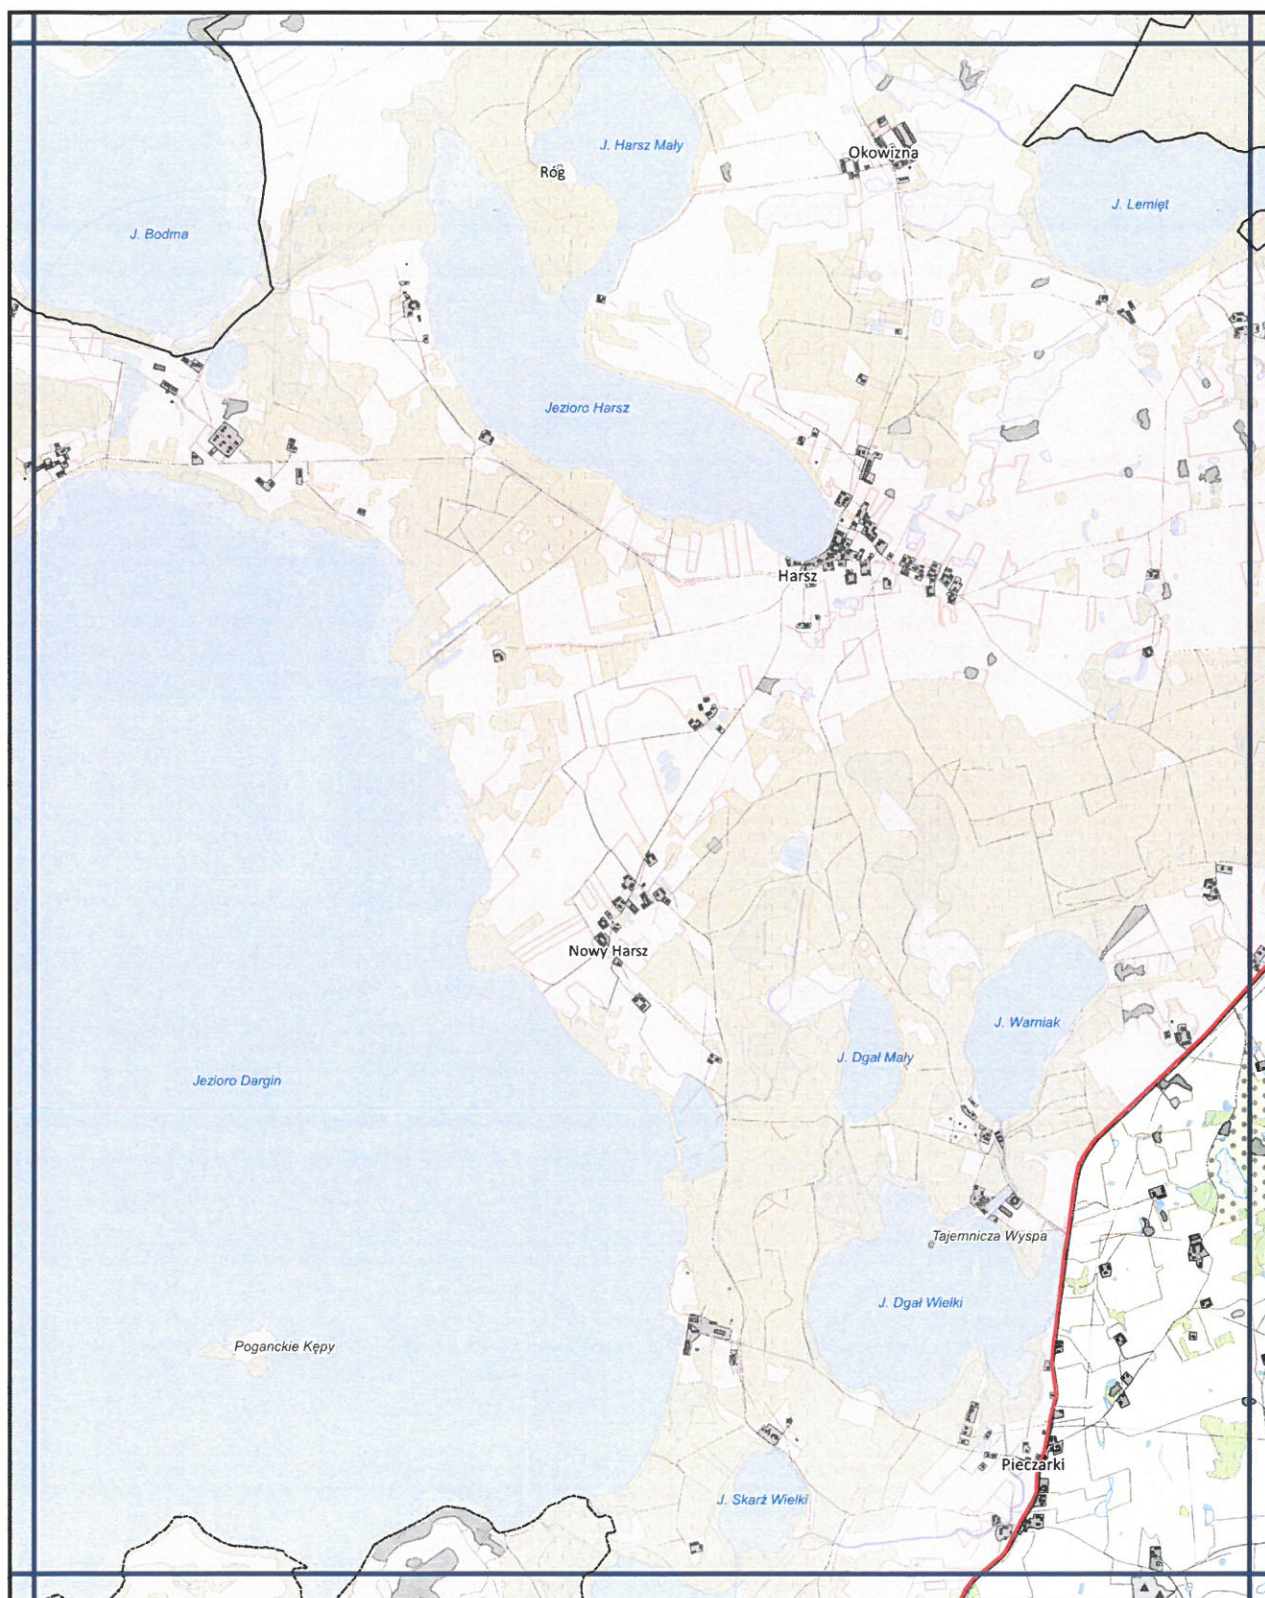 J. Harsz Mały
Okowizna
Róg
J. Lemięt
J. Bodma
Jezioro Harsz
Harsz
Nowy Harsz
J. Warniak
J. Dgał Mały
Jezioro Dargin
Tajemnicza Wyspa
J. Dgał Wielki
Poganckie Kępy
Pieczarki
J. Skarż Wielki